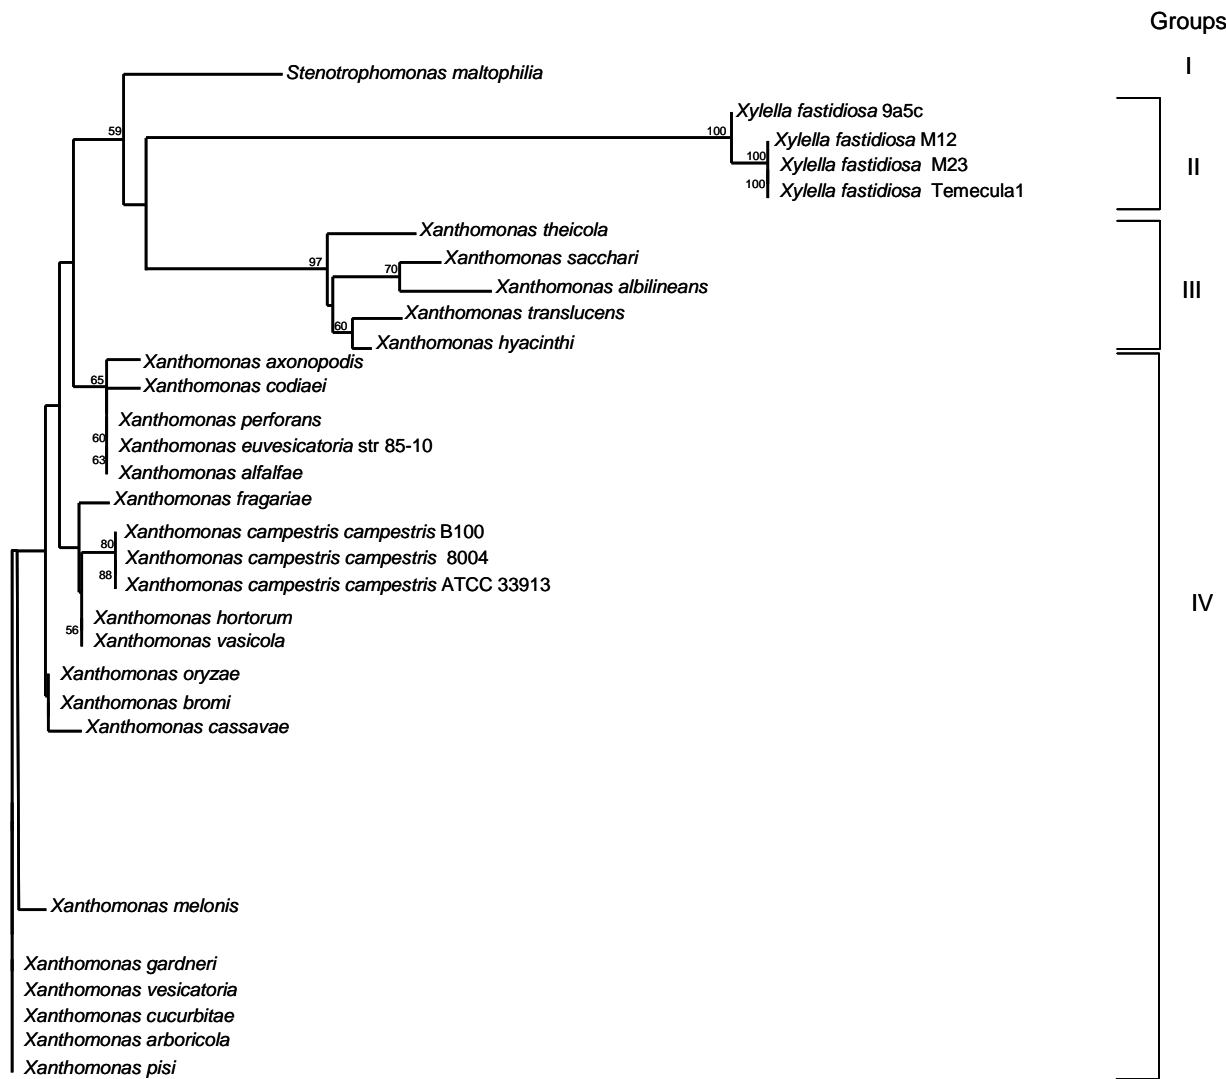 Groups
I
Stenotrophomonas maltophilia
59
Xylella fastidiosa 9a5c
100
Xylella fastidiosa M12
100
Xylella fastidiosa M23
II
100
Xylella fastidiosa Temecula1
Xanthomonas theicola
97
Xanthomonas sacchari
70
Xanthomonas albilineans
III
Xanthomonas translucens
60
Xanthomonas hyacinthi
Xanthomonas axonopodis
65
Xanthomonas codiaei
Xanthomonas perforans
60
Xanthomonas euvesicatoria str 85-10
63
Xanthomonas alfalfae
Xanthomonas fragariae
Xanthomonas campestris campestris B100
80
Xanthomonas campestris campestris 8004
88
Xanthomonas campestris campestris ATCC 33913
IV
Xanthomonas hortorum
56
Xanthomonas vasicola
Xanthomonas oryzae
Xanthomonas bromi
Xanthomonas cassavae
Xanthomonas melonis
Xanthomonas gardneri
Xanthomonas vesicatoria
Xanthomonas cucurbitae
Xanthomonas arboricola
Xanthomonas pisi